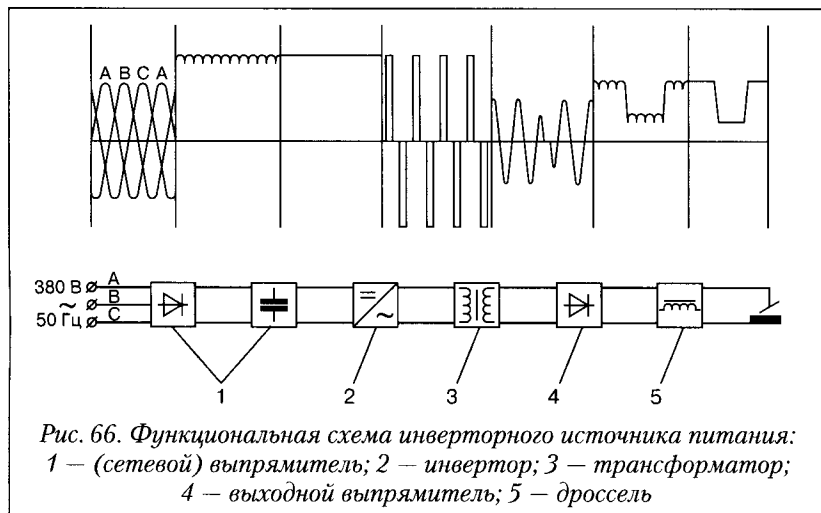 A B C A
380 В A
~ B
50 Гц C
1 2 3 4 5
Рис. 66. Функциональная схема инверторного источника питания:
1 — (сетевой) выпрямитель; 2 — инвертор; 3 — трансформатор;
4 — выходной выпрямитель; 5 — дроссель